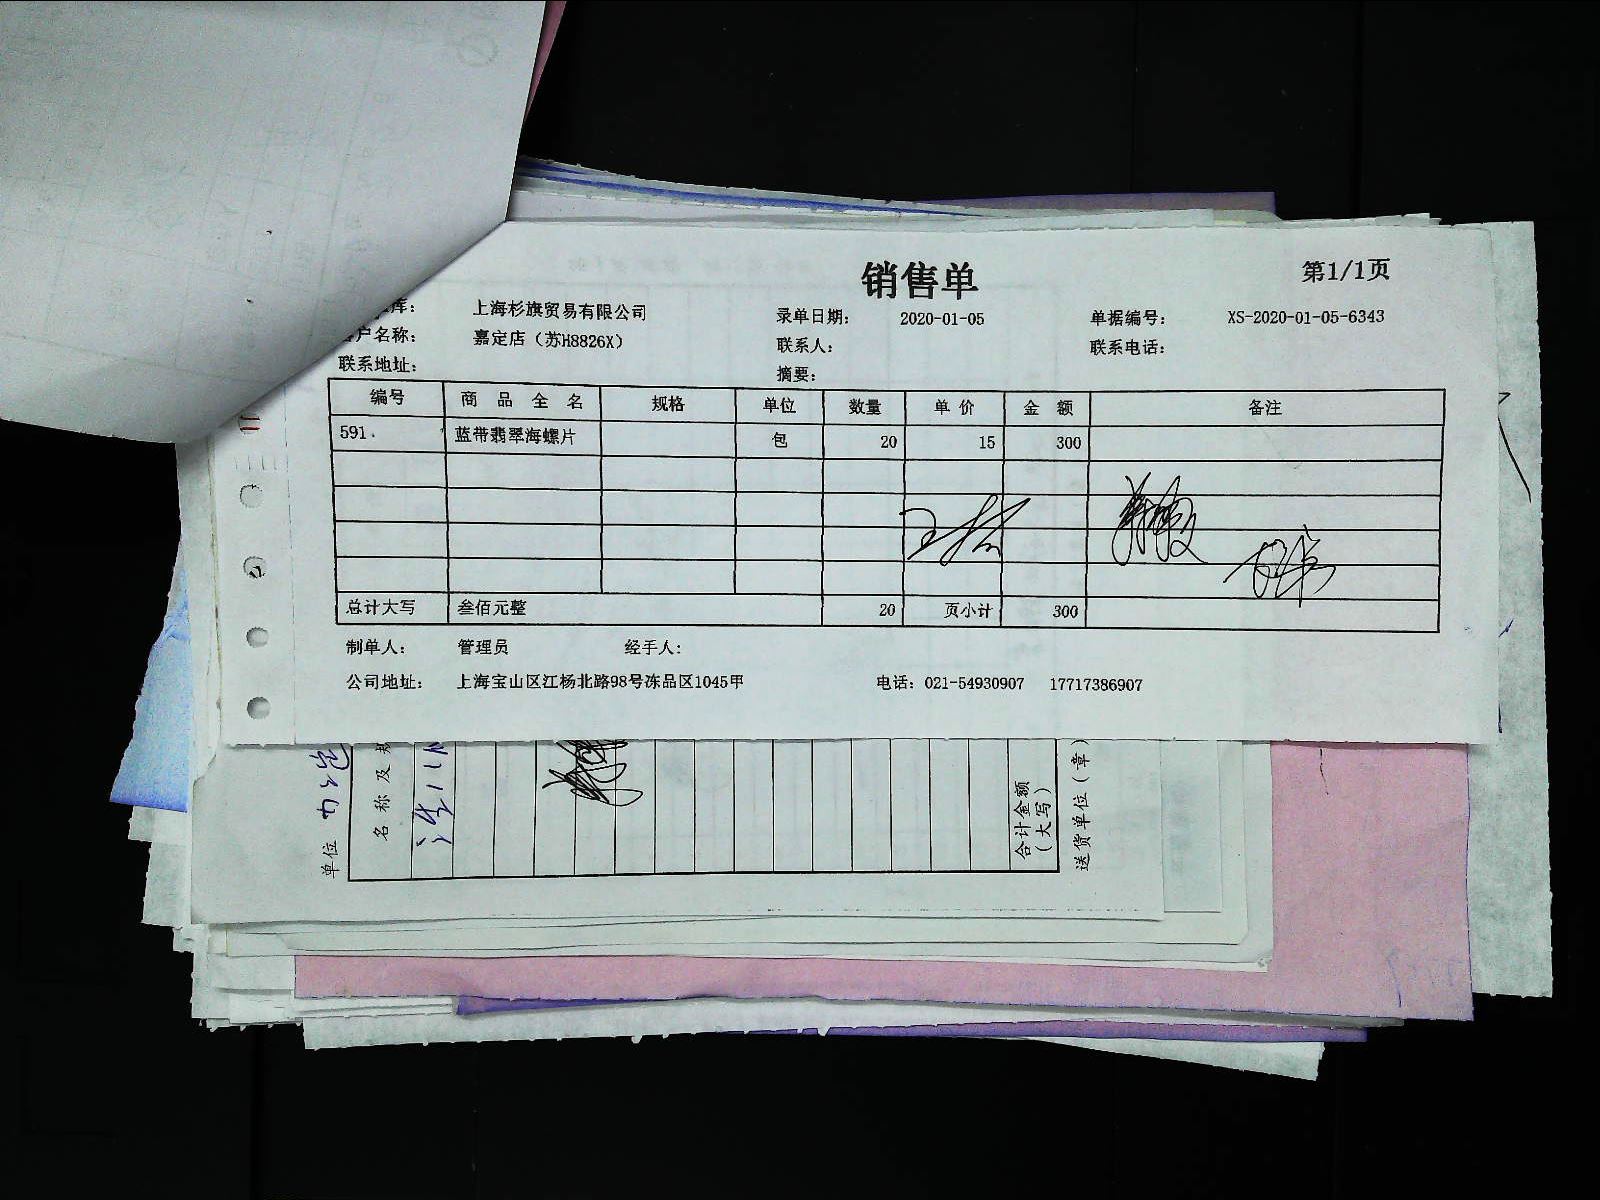 销售单
第1/1页
库： 上海杉旗贸易有限公司 录单日期： 2020-01-05 单据编号： XS-2020-01-05-6343
户名称： 嘉定店（苏H8826X） 联系人： 联系电话：
联系地址： 摘要：
编号 商品全名 规格 单位 数量 单价 金额 备注
591 蓝带翡翠海螺片 包 20 15 300
总计大写 叁佰元整 20 页小计 300
制单人： 管理员 经手人：
公司地址： 上海宝山区江杨北路98号冻品区1045甲 电话：021-54930907 17717386907
单位
名称及规
合计金额
（大写）
送货单位（章）